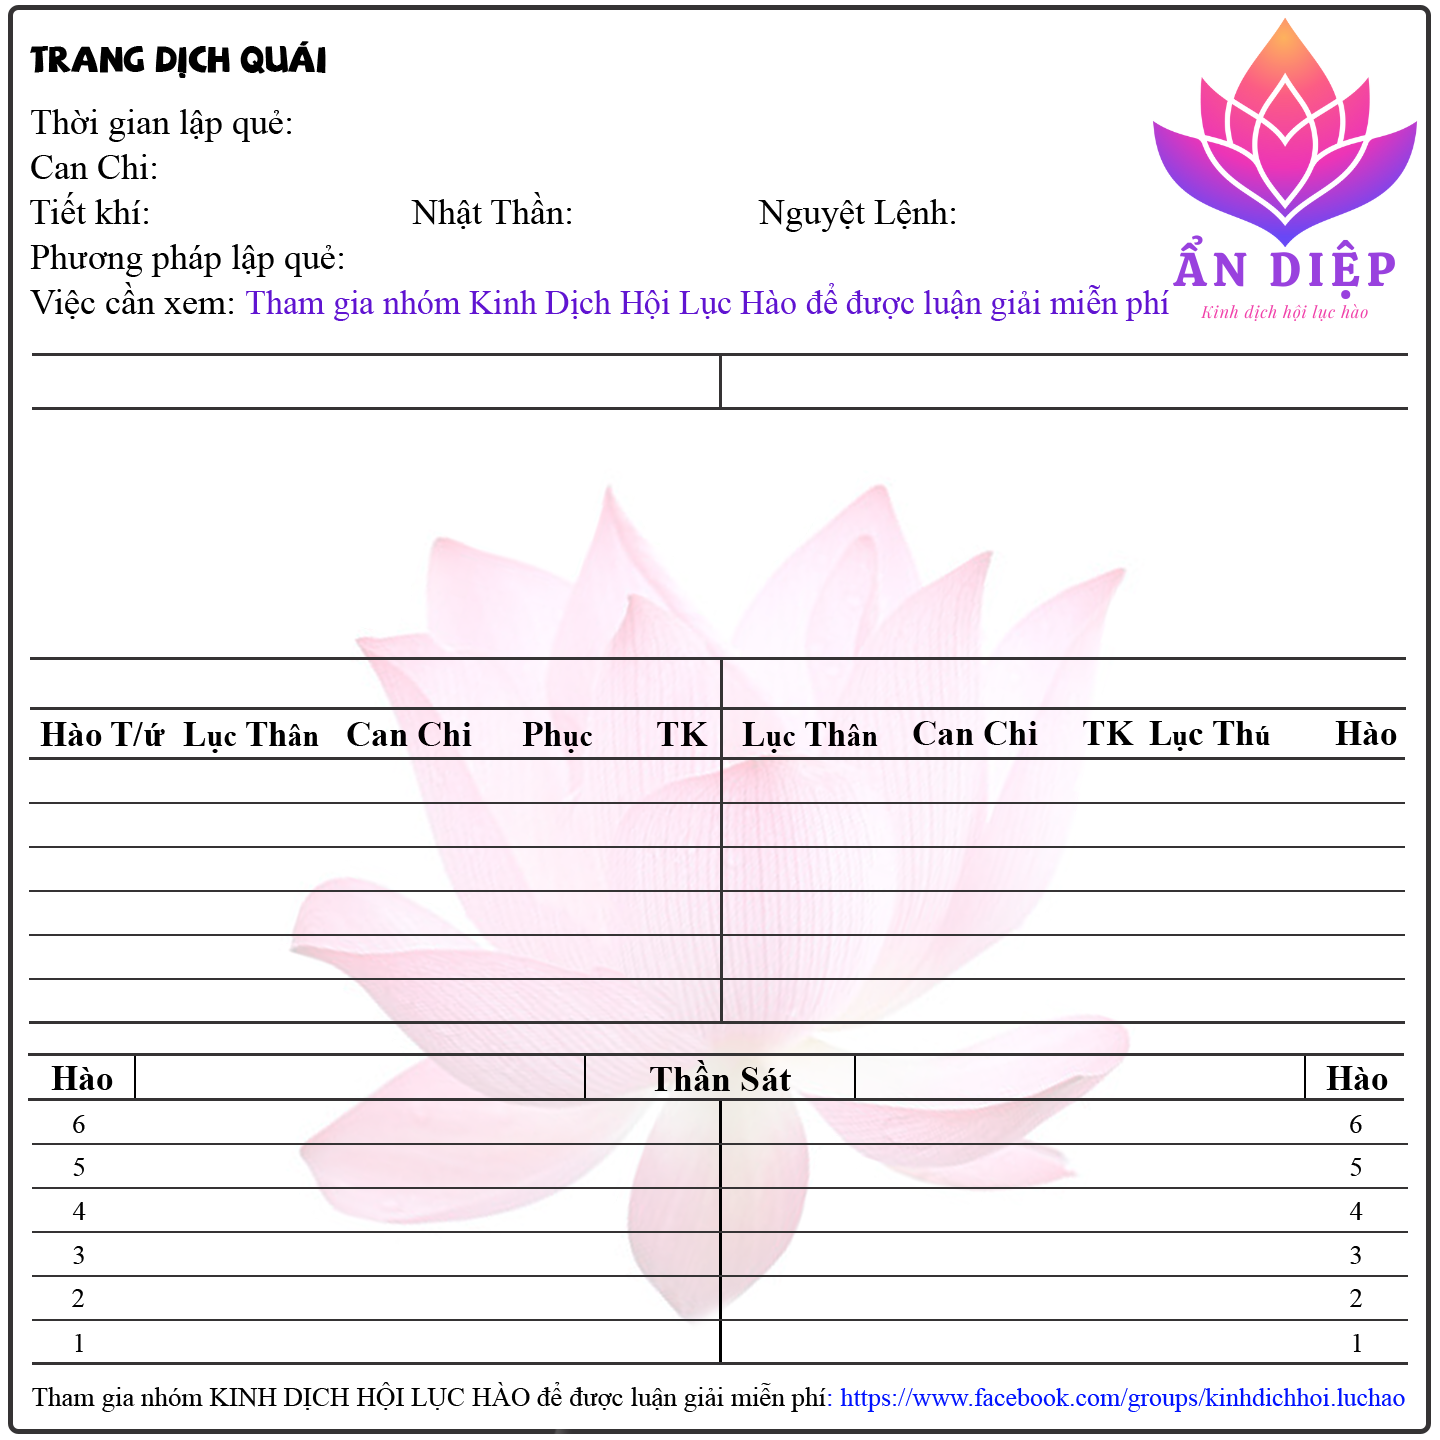 TRANG DỊCH QUÁI
Thời gian lập quẻ:
Can Chi:
Tiết khí: Nhật Thần: Nguyệt Lệnh:
Phương pháp lập quẻ:
Việc cần xem: Tham gia nhóm Kinh Dịch Hội Lục Hào để được luận giải miễn phí
ẨN DIỆP
Kinh dịch hội lục hào
Hào T/ứ Lục Thân Can Chi Phục TK Lục Thân Can Chi TK Lục Thú Hào
Hào Thần Sát Hào
6 6
5 5
4 4
3 3
2 2
1 1
Tham gia nhóm KINH DỊCH HỘI LỤC HÀO để được luận giải miễn phí: https://www.facebook.com/groups/kinhdichhoi.luchao